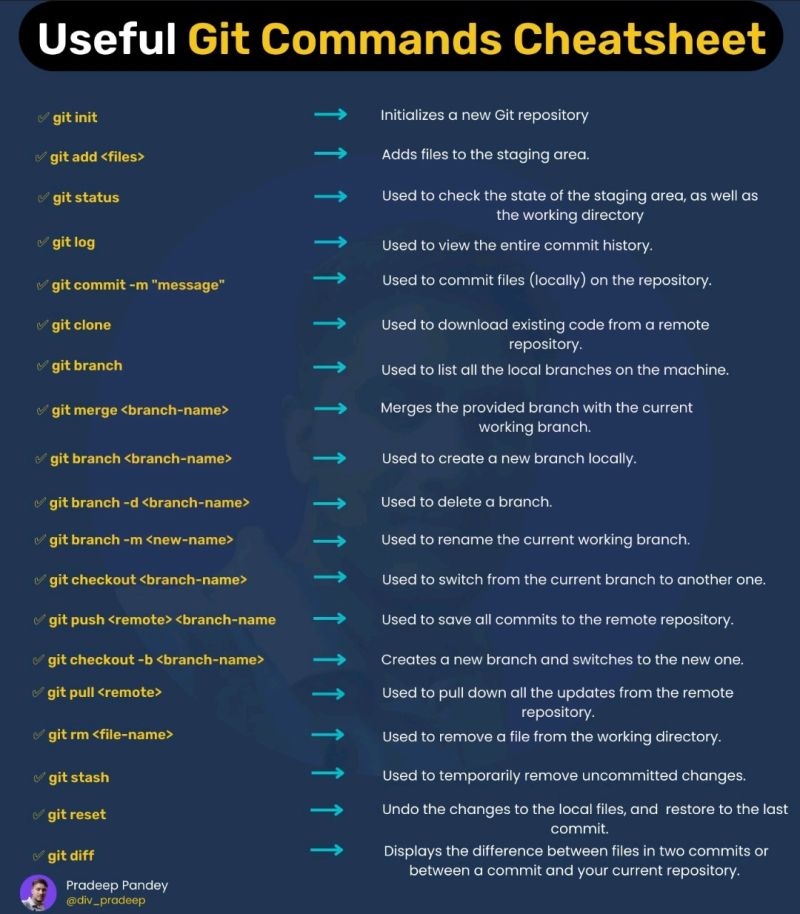 Useful Git Commands Cheatsheet
git init
Initializes a new Git repository
git add <files>
Adds files to the staging area.
git status
Used to check the state of the staging area, as well as
the working directory
git log
Used to view the entire commit history.
git commit -m "message"
Used to commit files (locally) on the repository.
git clone
Used to download existing code from a remote
repository.
git branch
Used to list all the local branches on the machine.
git merge <branch-name>
Merges the provided branch with the current
working branch.
git branch <branch-name>
Used to create a new branch locally.
git branch -d <branch-name>
Used to delete a branch.
git branch -m <new-name>
Used to rename the current working branch.
git checkout <branch-name>
Used to switch from the current branch to another one.
git push <remote> <branch-name
Used to save all commits to the remote repository.
git checkout -b <branch-name>
Creates a new branch and switches to the new one.
git pull <remote>
Used to pull down all the updates from the remote
repository.
git rm <file-name>
Used to remove a file from the working directory.
git stash
Used to temporarily remove uncommitted changes.
git reset
Undo the changes to the local files, and restore to the last
commit.
git diff
Displays the difference between files in two commits or
between a commit and your current repository.
Pradeep Pandey
@div_pradeep